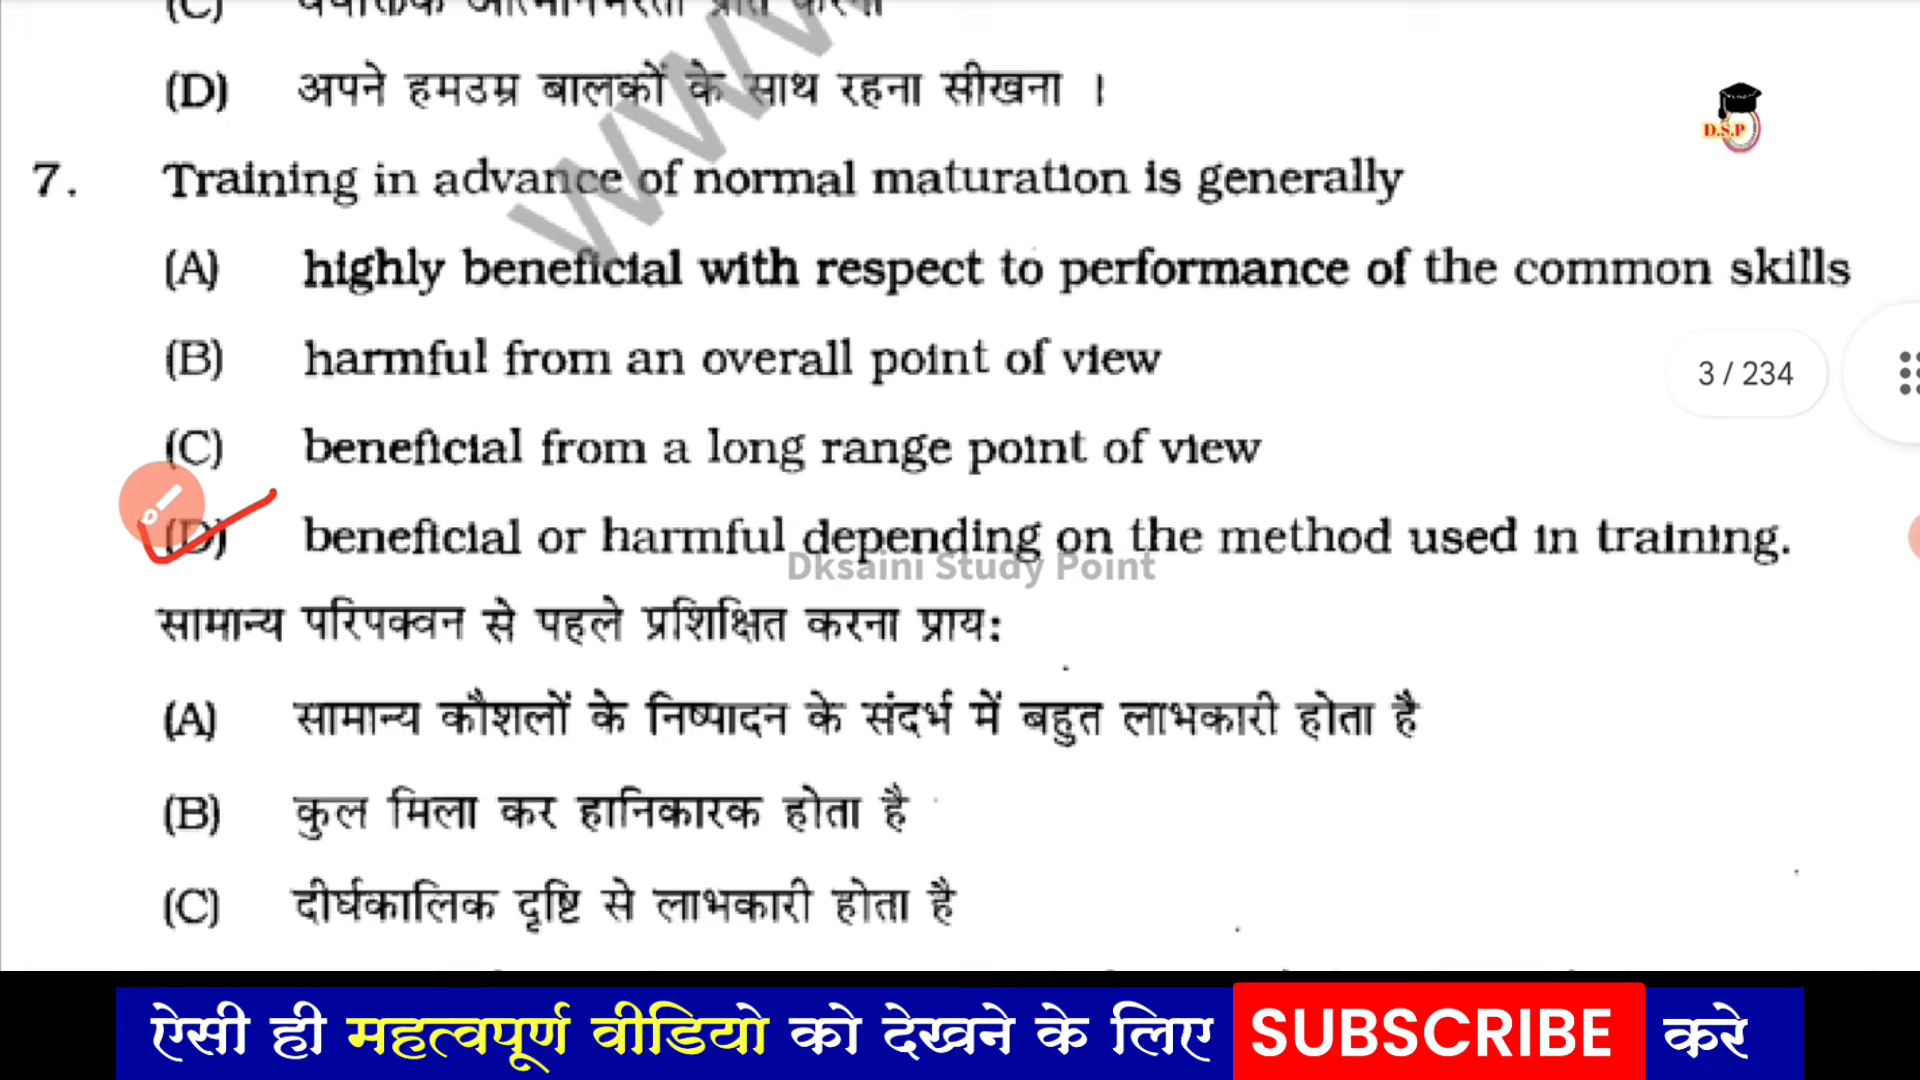 (D) अपने हमउम्र बालकों के साथ रहना सीखना ।
D.S.P
7. Training in advance of normal maturation is generally
(A) highly beneficial with respect to performance of the common skills
(B) harmful from an overall point of view
3 / 234
(C) beneficial from a long range point of view
(D) beneficial or harmful depending on the method used in training.
Dksaini Study Point
सामान्य परिपक्वन से पहले प्रशिक्षित करना प्राय:
(A) सामान्य कौशलों के निष्पादन के संदर्भ में बहुत लाभकारी होता है
(B) कुल मिला कर हानिकारक होता है
(C) दीर्घकालिक दृष्टि से लाभकारी होता है
ऐसी ही महत्वपूर्ण वीडियो को देखने के लिए SUBSCRIBE करे